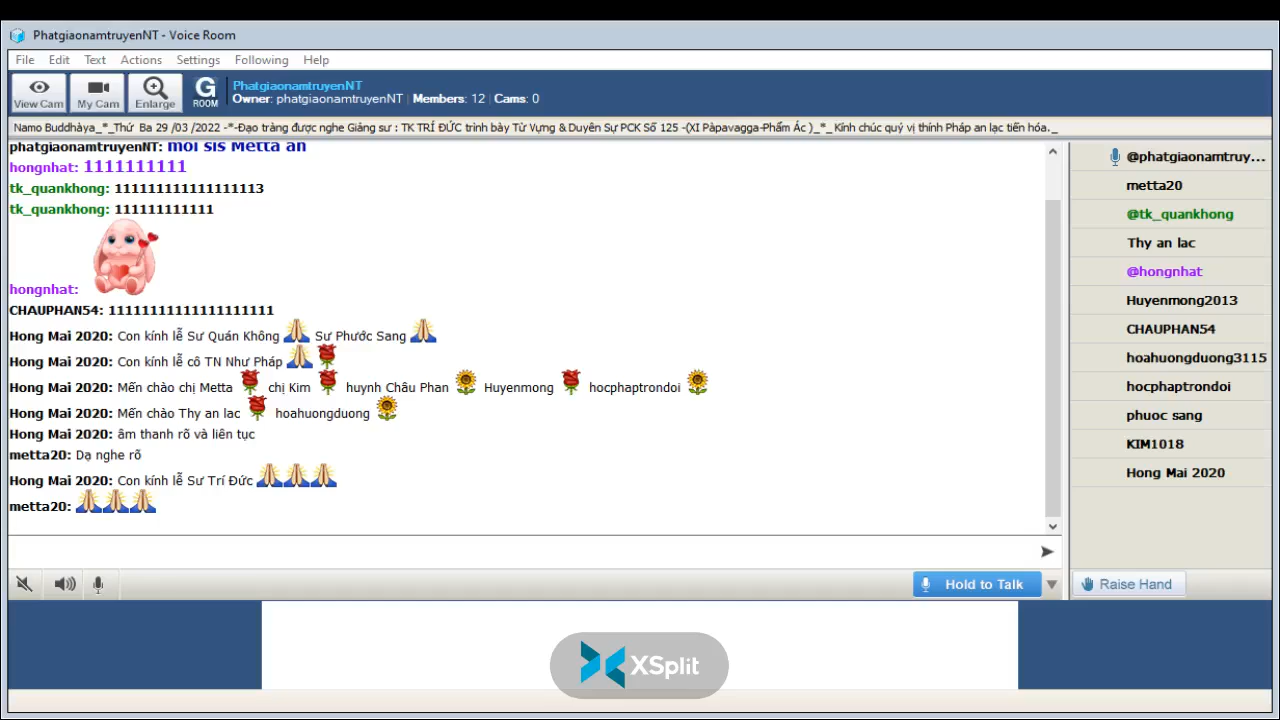 PhatgiaonamtruyenNT - Voice Room
File Edit Text Actions Settings Following Help
View Cam My Cam Enlarge G ROOM
PhatgiaonamtruyenNT
Owner: phatgiaonamtruyenNT | Members: 12 | Cams: 0
Namo Buddhàya_*_Thứ Ba 29 /03 /2022 -*-Đạo tràng được nghe Giảng sư : TK TRÍ ĐỨC trình bày Từ Vựng & Duyên Sự PCK Số 125 -(XI Pàpavagga-Phẩm Ác )_*_ Kính chúc quý vị thính Pháp an lạc tiến hóa._
phatgiaonamtruyenNT: moi sis Metta an
hongnhat: 1111111111
tk_quankhong: 11111111111111113
tk_quankhong: 111111111111
hongnhat:
CHAUPHAN54: 11111111111111111111
Hong Mai 2020: Con kính lễ Sư Quán Không Sư Phước Sang
Hong Mai 2020: Con kính lễ cô TN Như Pháp
Hong Mai 2020: Mến chào chị Metta chị Kim huynh Châu Phan Huyenmong hocphaptrondoi
Hong Mai 2020: Mến chào Thy an lac hoahuongduong
Hong Mai 2020: âm thanh rõ và liên tục
metta20: Dạ nghe rõ
Hong Mai 2020: Con kính lễ Sư Trí Đức
metta20:
@phatgiaonamtruy...
metta20
@tk_quankhong
Thy an lac
@hongnhat
Huyenmong2013
CHAUPHAN54
hoahuongduong3115
hocphaptrondoi
phuoc sang
KIM1018
Hong Mai 2020
Hold to Talk
Raise Hand
XSplit